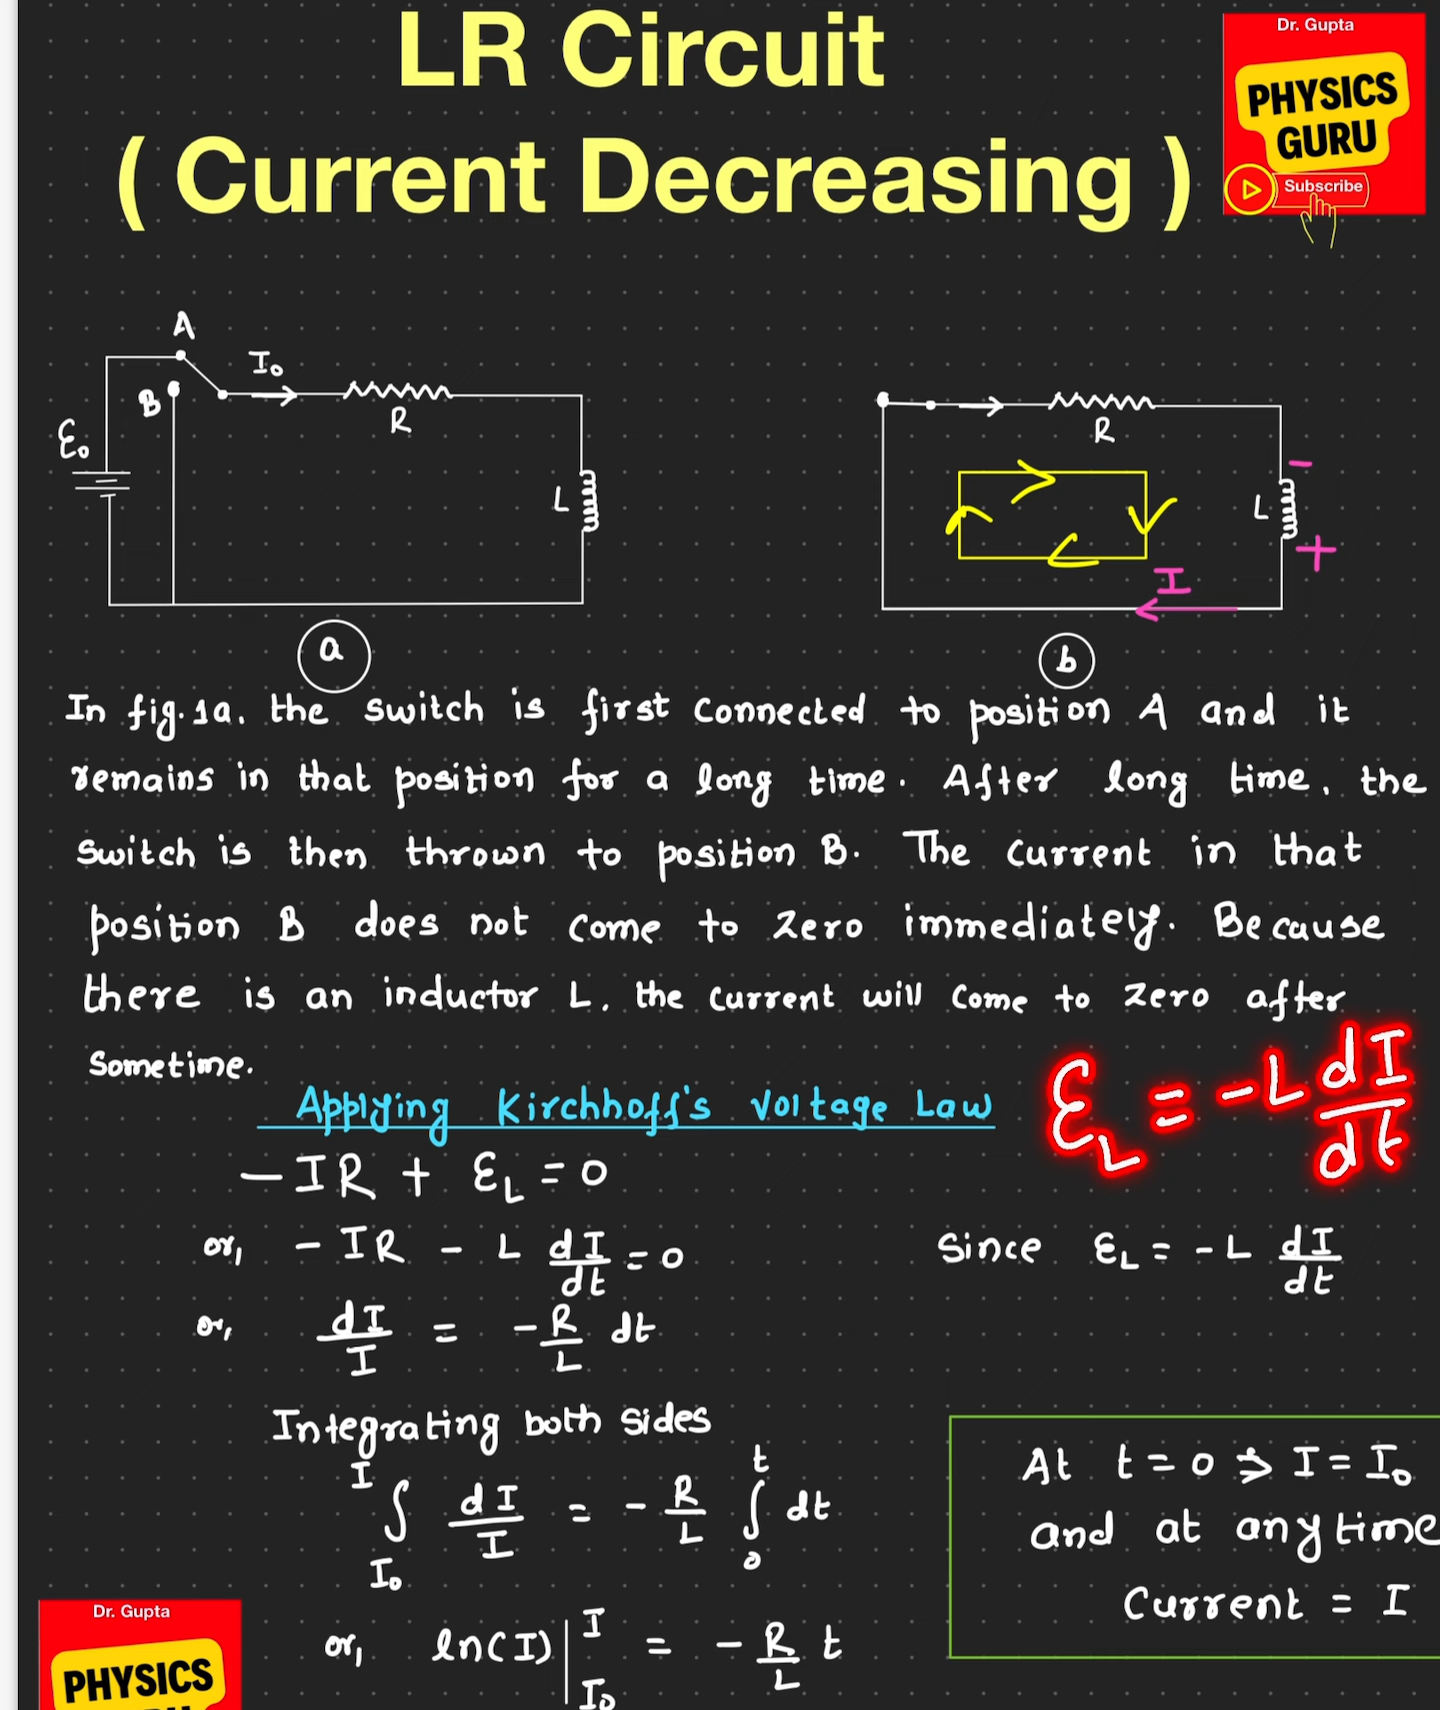 LR Circuit
( Current Decreasing )
Dr. Gupta
PHYSICS
GURU
Subscribe
A
I₀
B
R
ℰ₀
L
a
R
-
L
+
I
b
In fig. 1a. the switch is first connected to position A and it
remains in that position for a long time. After long time, the
switch is then thrown to position B. The current in that
position B does not come to zero immediately. Because
there is an inductor L, the current will come to zero after
Sometime.
Applying Kirchhoff's Voltage Law
ℰL = -L dI/dt
-IR + ℰL = 0
or, - IR - L dI/dt = 0
Since ℰL = -L dI/dt
or, dI/I = -R/L dt
Integrating both sides
∫_{I₀}^{I} dI/I = - R/L ∫_{0}^{t} dt
At t = 0 ⇒ I = I₀
and at any time
Current = I
or, ln(I)|_{I₀}^{I} = - R/L t
Dr. Gupta
PHYSICS